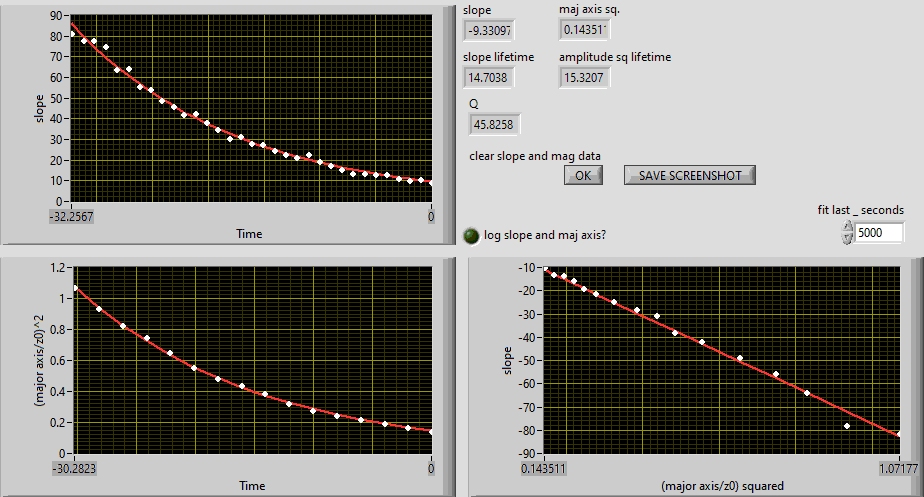 90
80
70
60
50
40
30
20
10
0
slope
-32.2567
0
Time
slope
-9.33097
maj axis sq.
0.143511
slope lifetime
14.7038
amplitude sq lifetime
15.3207
Q
45.8258
clear slope and mag data
OK
SAVE SCREENSHOT
fit last _ seconds
5000
log slope and maj axis?
1.2
1
0.8
0.6
0.4
0.2
0
(major axis/z0)^2
-30.2823
0
Time
-10
-20
-30
-40
-50
-60
-70
-80
-90
slope
0.143511
1.07177
(major axis/z0) squared